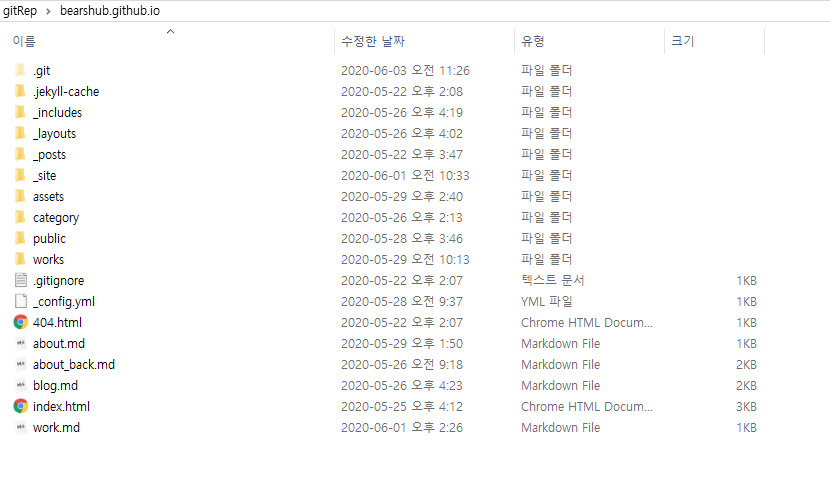 gitRep > bearshub.github.io
이름 수정한 날짜 유형 크기
.git 2020-06-03 오전 11:26 파일 폴더
.jekyll-cache 2020-05-22 오후 2:08 파일 폴더
_includes 2020-05-26 오후 4:19 파일 폴더
_layouts 2020-05-26 오후 4:02 파일 폴더
_posts 2020-05-22 오후 3:47 파일 폴더
_site 2020-06-01 오전 10:33 파일 폴더
assets 2020-05-29 오후 2:40 파일 폴더
category 2020-05-26 오후 2:13 파일 폴더
public 2020-05-28 오후 3:46 파일 폴더
works 2020-05-29 오전 10:13 파일 폴더
.gitignore 2020-05-22 오후 2:07 텍스트 문서 1KB
_config.yml 2020-05-28 오전 9:37 YML 파일 1KB
404.html 2020-05-22 오후 2:07 Chrome HTML Docum... 1KB
about.md 2020-05-29 오후 1:50 Markdown File 1KB
about_back.md 2020-05-26 오전 9:18 Markdown File 2KB
blog.md 2020-05-26 오후 4:23 Markdown File 2KB
index.html 2020-05-25 오후 4:12 Chrome HTML Docum... 3KB
work.md 2020-06-01 오후 2:26 Markdown File 1KB